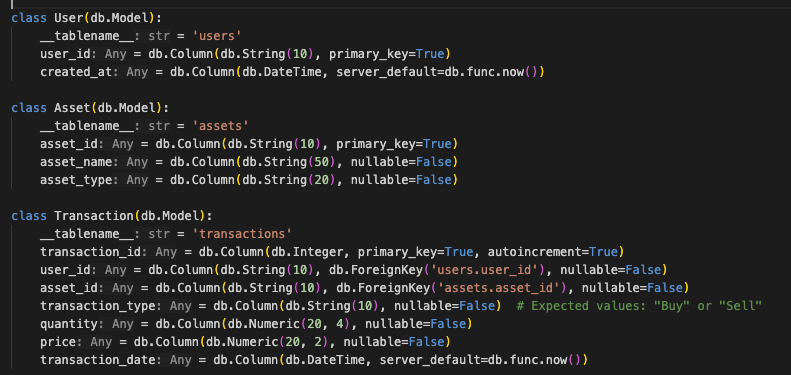 class User(db.Model):
    __tablename__: str = 'users'
    user_id: Any = db.Column(db.String(10), primary_key=True)
    created_at: Any = db.Column(db.DateTime, server_default=db.func.now())
class Asset(db.Model):
    __tablename__: str = 'assets'
    asset_id: Any = db.Column(db.String(10), primary_key=True)
    asset_name: Any = db.Column(db.String(50), nullable=False)
    asset_type: Any = db.Column(db.String(20), nullable=False)
class Transaction(db.Model):
    __tablename__: str = 'transactions'
    transaction_id: Any = db.Column(db.Integer, primary_key=True, autoincrement=True)
    user_id: Any = db.Column(db.String(10), db.ForeignKey('users.user_id'), nullable=False)
    asset_id: Any = db.Column(db.String(10), db.ForeignKey('assets.asset_id'), nullable=False)
    transaction_type: Any = db.Column(db.String(10), nullable=False)  # Expected values: "Buy" or "Sell"
    quantity: Any = db.Column(db.Numeric(20, 4), nullable=False)
    price: Any = db.Column(db.Numeric(20, 2), nullable=False)
    transaction_date: Any = db.Column(db.DateTime, server_default=db.func.now())